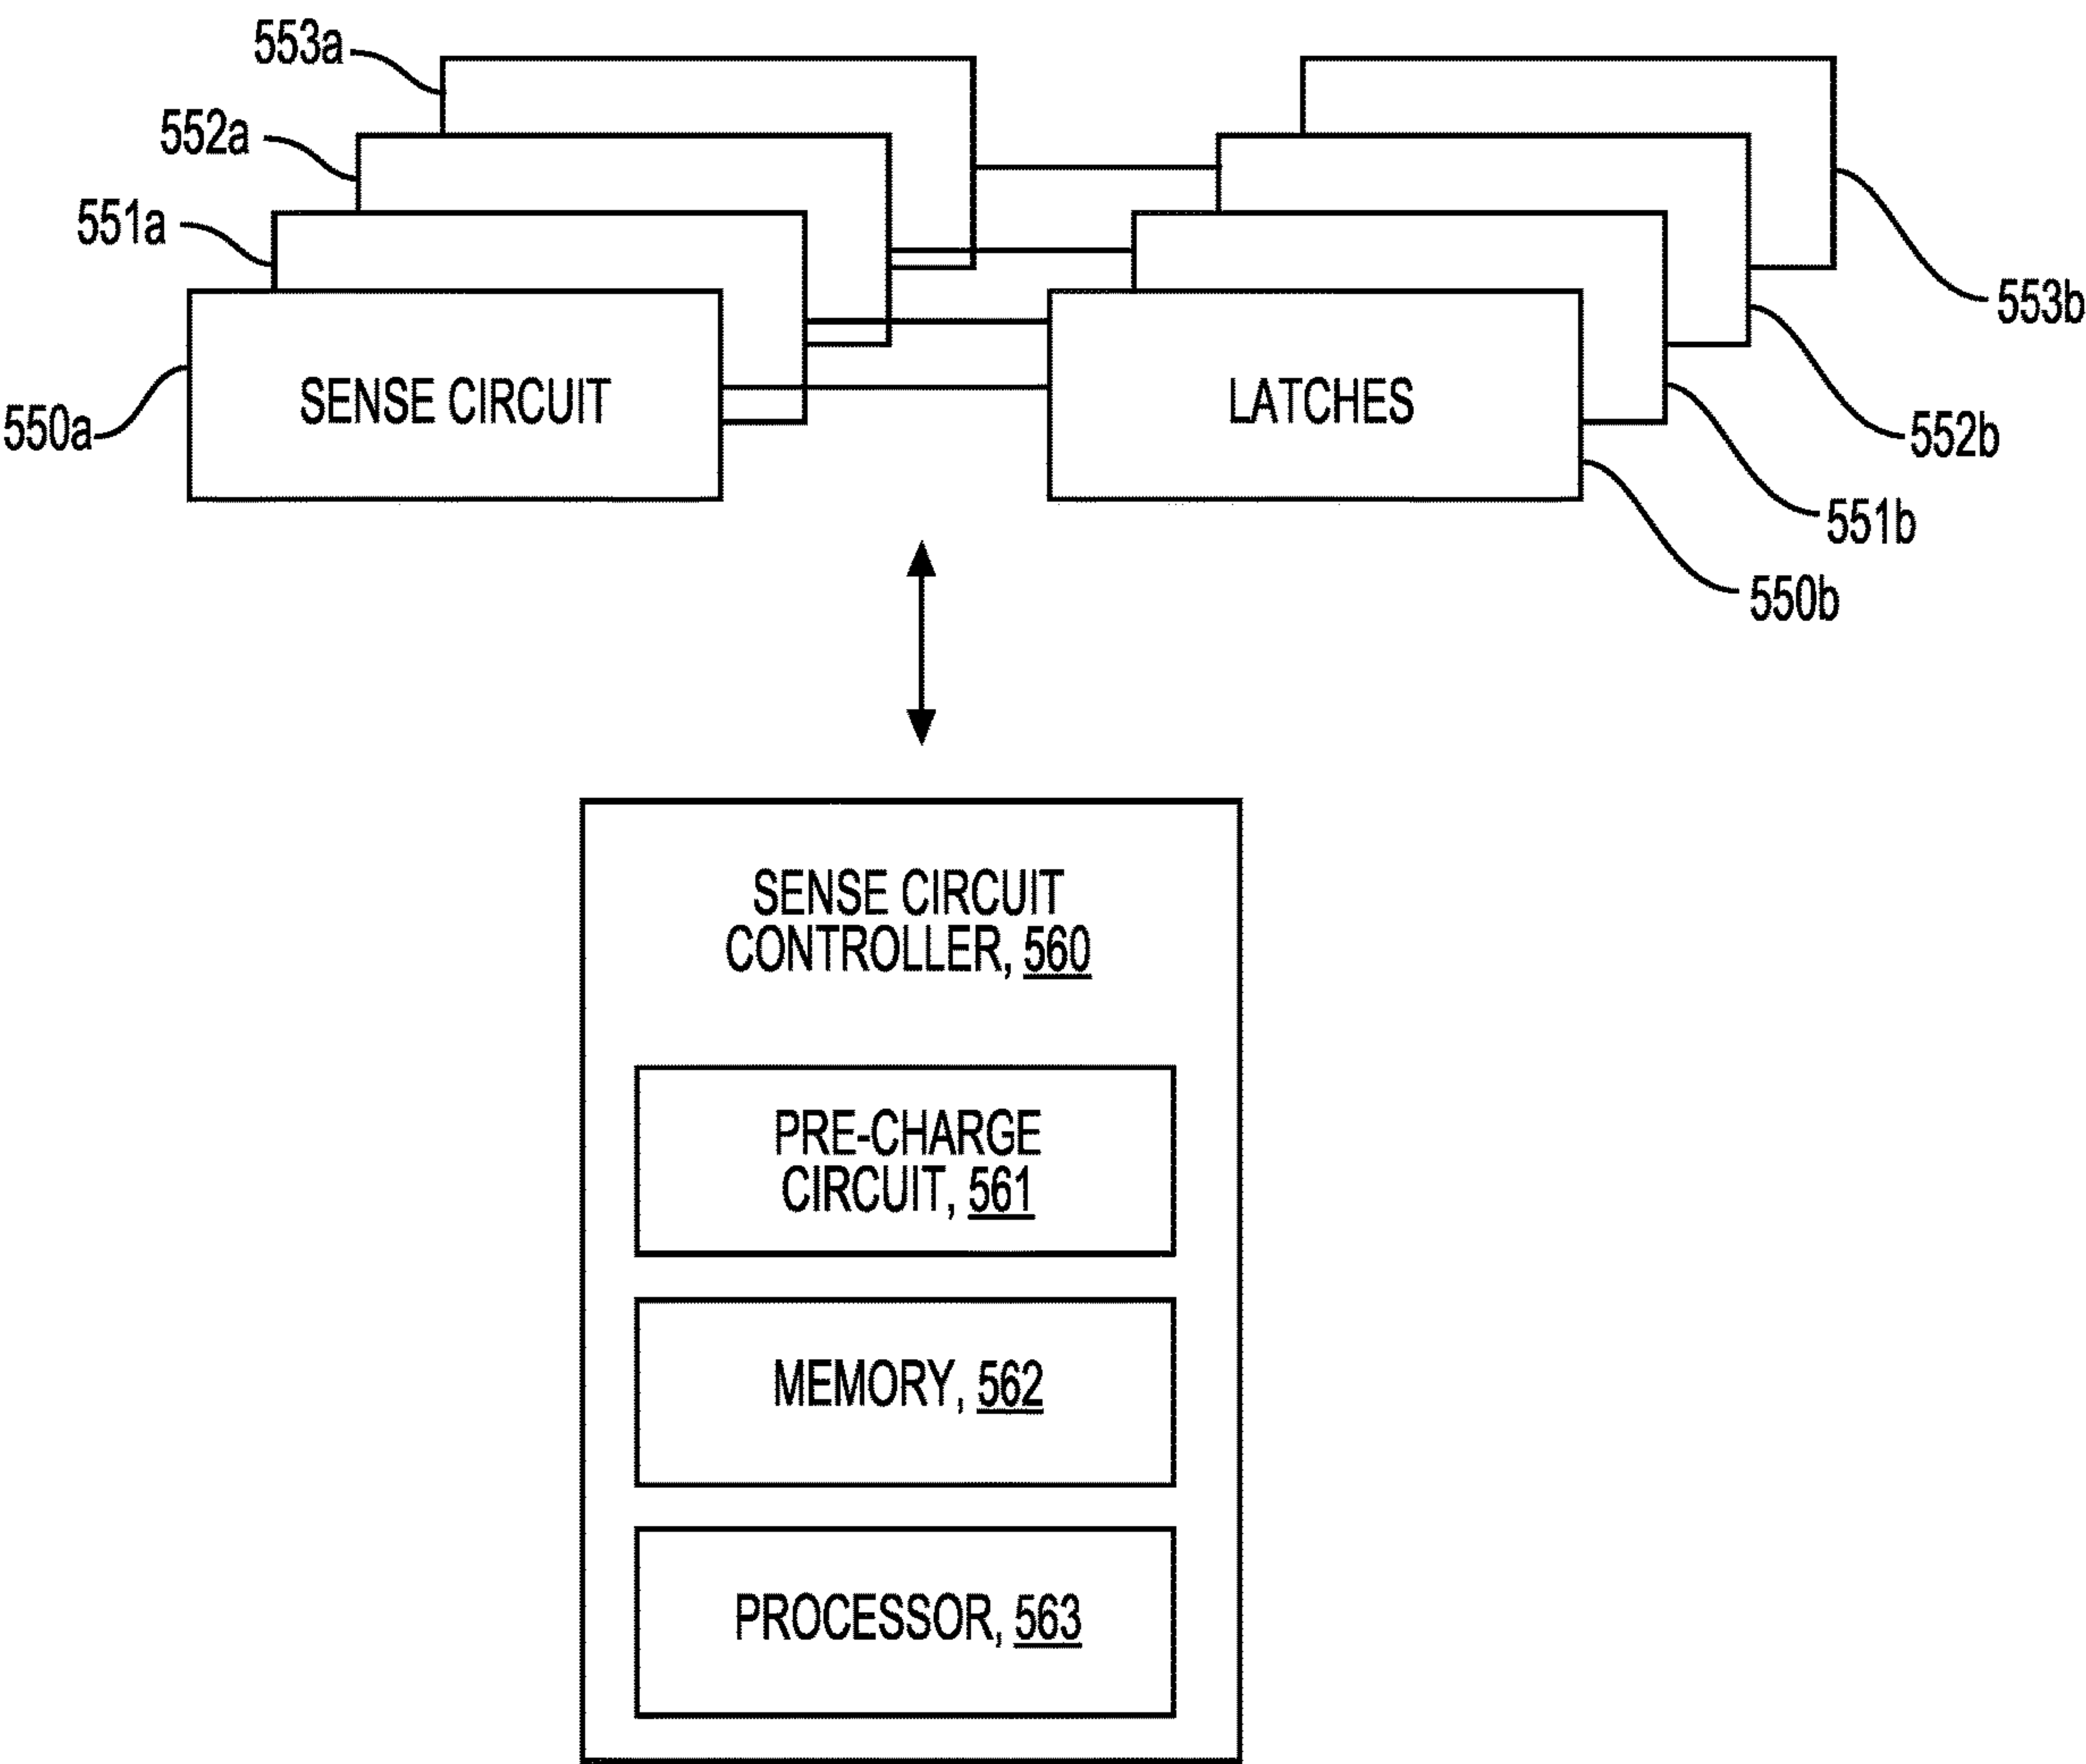 553a
552a
551a
550a
SENSE CIRCUIT
LATCHES
553b
552b
551b
550b
SENSE CIRCUIT
CONTROLLER, 560
PRE-CHARGE
CIRCUIT, 561
MEMORY, 562
PROCESSOR, 563